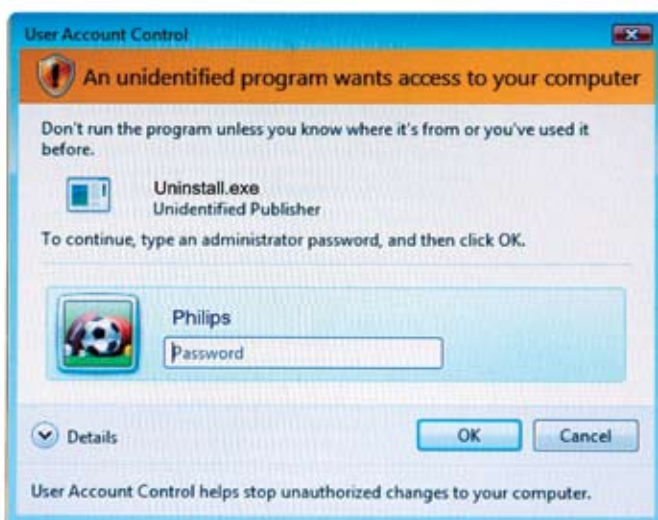 User Account Control
An unidentified program wants access to your computer
Don't run the program unless you know where it's from or you've used it
before.
Uninstall.exe
Unidentified Publisher
To continue, type an administrator password, and then click OK.
Philips
Password
Details
OK
Cancel
User Account Control helps stop unauthorized changes to your computer.